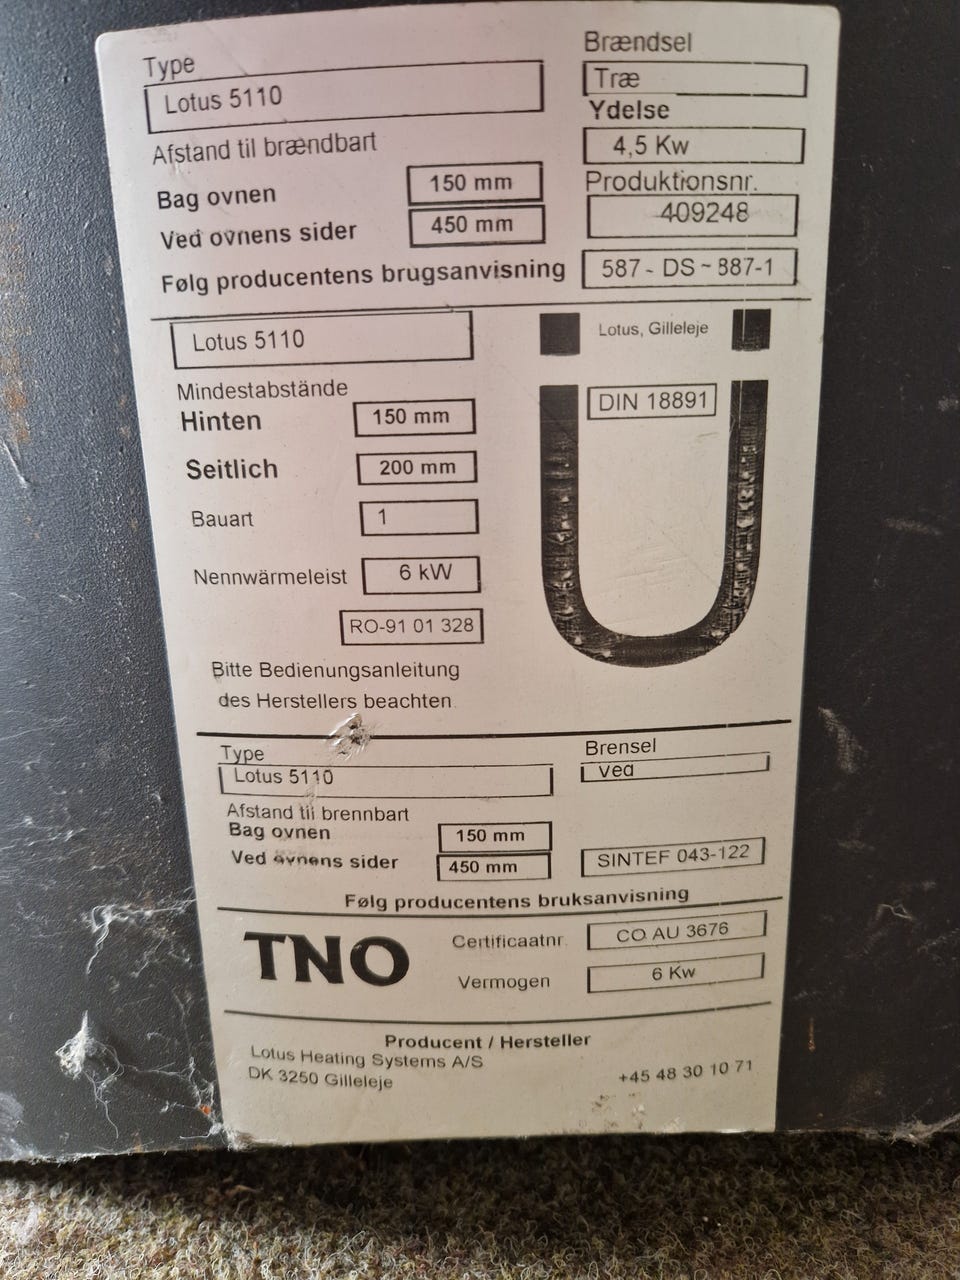 Type
Lotus 5110
Brændsel
Træ
Ydelse
4,5 Kw
Afstand til brændbart
Bag ovnen 150 mm
Ved ovnens sider 450 mm
Produktionsnr.
409248
Følg producentens brugsanvisning 587 - DS ~ 887-1
Lotus 5110
Mindestabstände
Hinten 150 mm
Seitlich 200 mm
Bauart 1
Nennwärmeleist 6 kW
RO-91 01 328
Bitte Bedienungsanleitung
des Herstellers beachten
Lotus, Gilleleje
DIN 18891
Ü
Type
Lotus 5110
Brensel
Ved
Afstand til brennbart
Bag ovnen 150 mm
Ved ovnens sider 450 mm
SINTEF 043-122
Følg producentens bruksanvisning
TNO
Certificaatnr. CO AU 3676
Vermogen 6 Kw
Producent / Hersteller
Lotus Heating Systems A/S
DK 3250 Gilleleje
+45 48 30 10 71